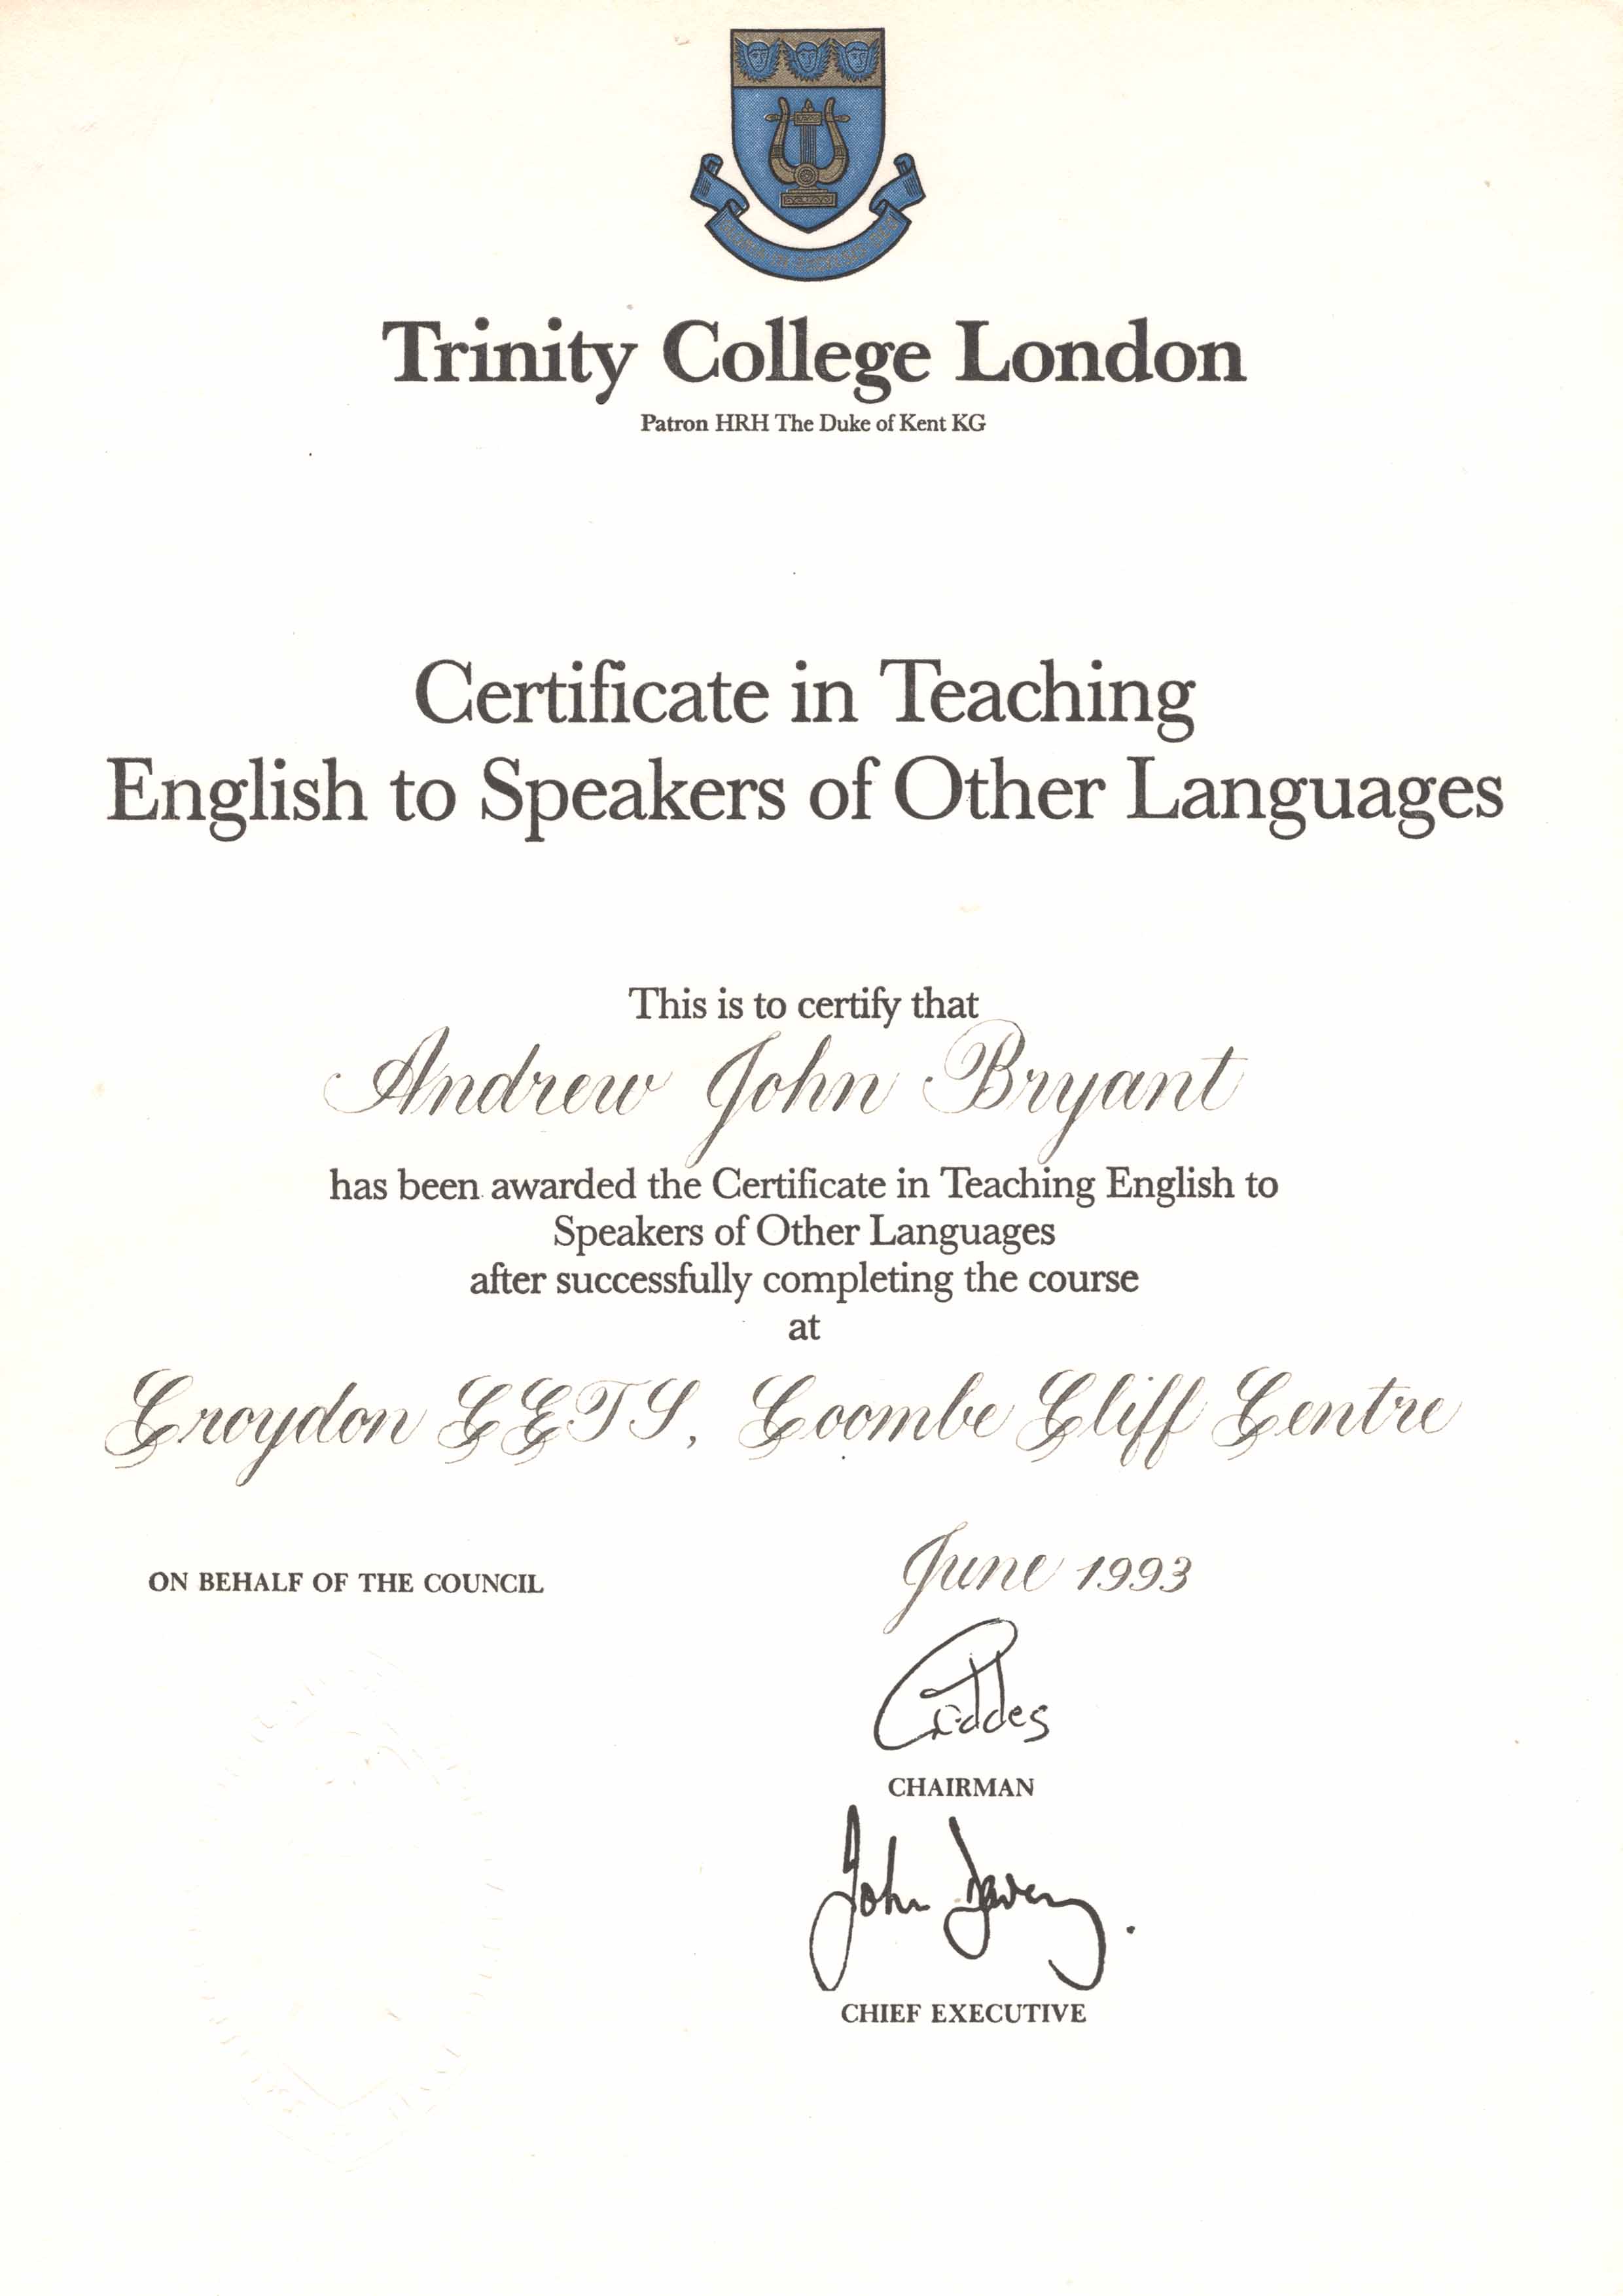 Trinity College London
Patron HRH The Duke of Kent KG
Certificate in Teaching
English to Speakers of Other Languages
This is to certify that
Andrew John Bryant
has been awarded the Certificate in Teaching English to
Speakers of Other Languages
after successfully completing the course
at
Croydon CETS, Coombe Cliff Centre
ON BEHALF OF THE COUNCIL
June 1993
CHAIRMAN
John
CHIEF EXECUTIVE